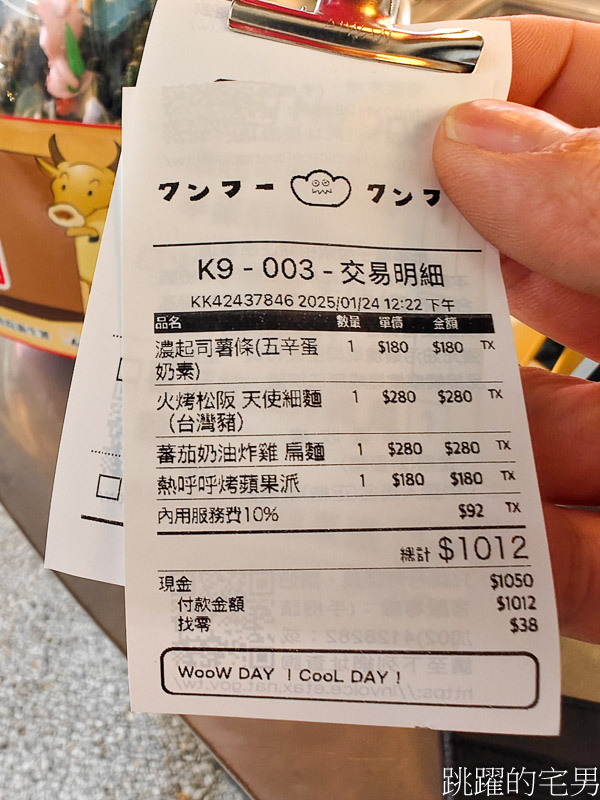 クンフー クンフ
K9 - 003 - 交易明細
KK42437846 2025/01/24 12:22 下午
品名 數量 單價 金額
濃起司薯條(五辛蛋 1 $180 $180 TX
奶素)
火烤松阪 天使細麵 1 $280 $280 TX
（台灣豬）
蕃茄奶油炸雞 扁麵 1 $280 $280 TX
熱呼呼烤蘋果派 1 $180 $180 TX
內用服務費10% $92 TX
總計 $1012
現金 $1050
付款金額 $1012
找零 $38
WooW DAY ！CooL DAY！
跳躍的宅男